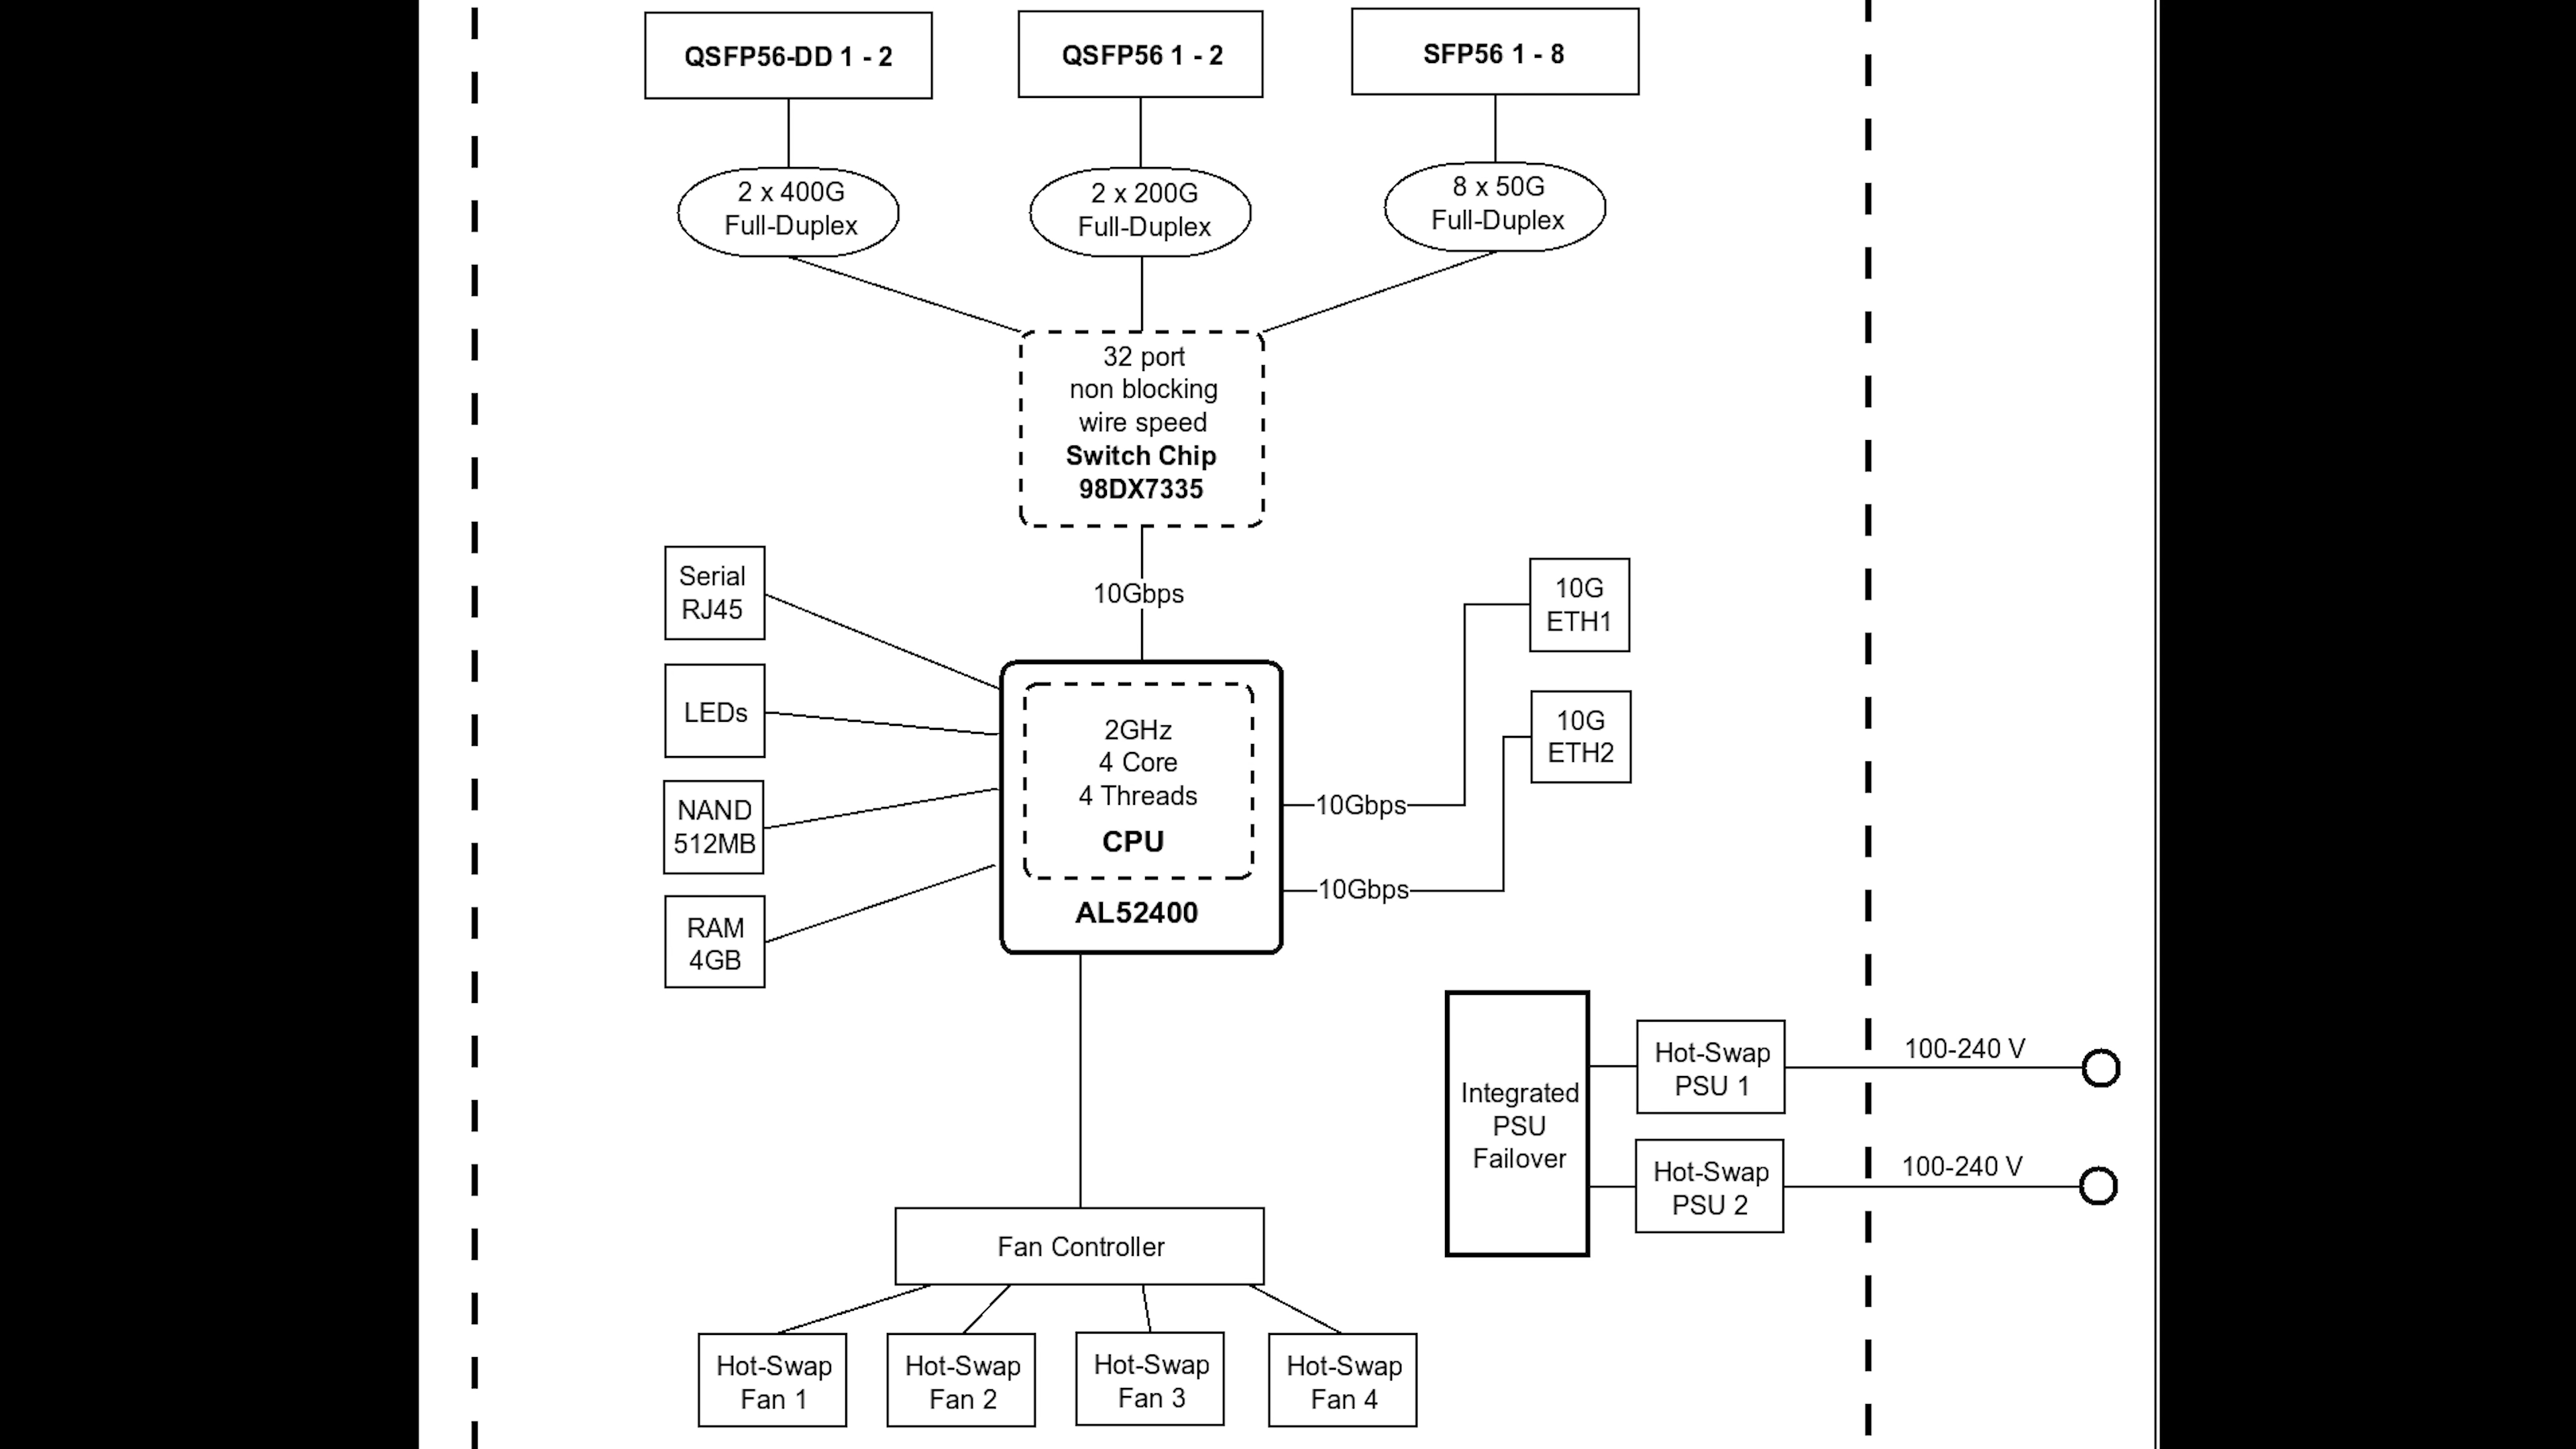 QSFP56-DD 1 - 2
QSFP56 1 - 2
SFP56 1 - 8
2 x 400G
Full-Duplex
2 x 200G
Full-Duplex
8 x 50G
Full-Duplex
32 port
non blocking
wire speed
Switch Chip
98DX7335
10Gbps
Serial
RJ45
LEDs
NAND
512MB
RAM
4GB
2GHz
4 Core
4 Threads
CPU
AL52400
10G
ETH1
10G
ETH2
10Gbps
10Gbps
Integrated
PSU
Failover
Hot-Swap
PSU 1
100-240 V
Hot-Swap
PSU 2
100-240 V
Fan Controller
Hot-Swap
Fan 1
Hot-Swap
Fan 2
Hot-Swap
Fan 3
Hot-Swap
Fan 4